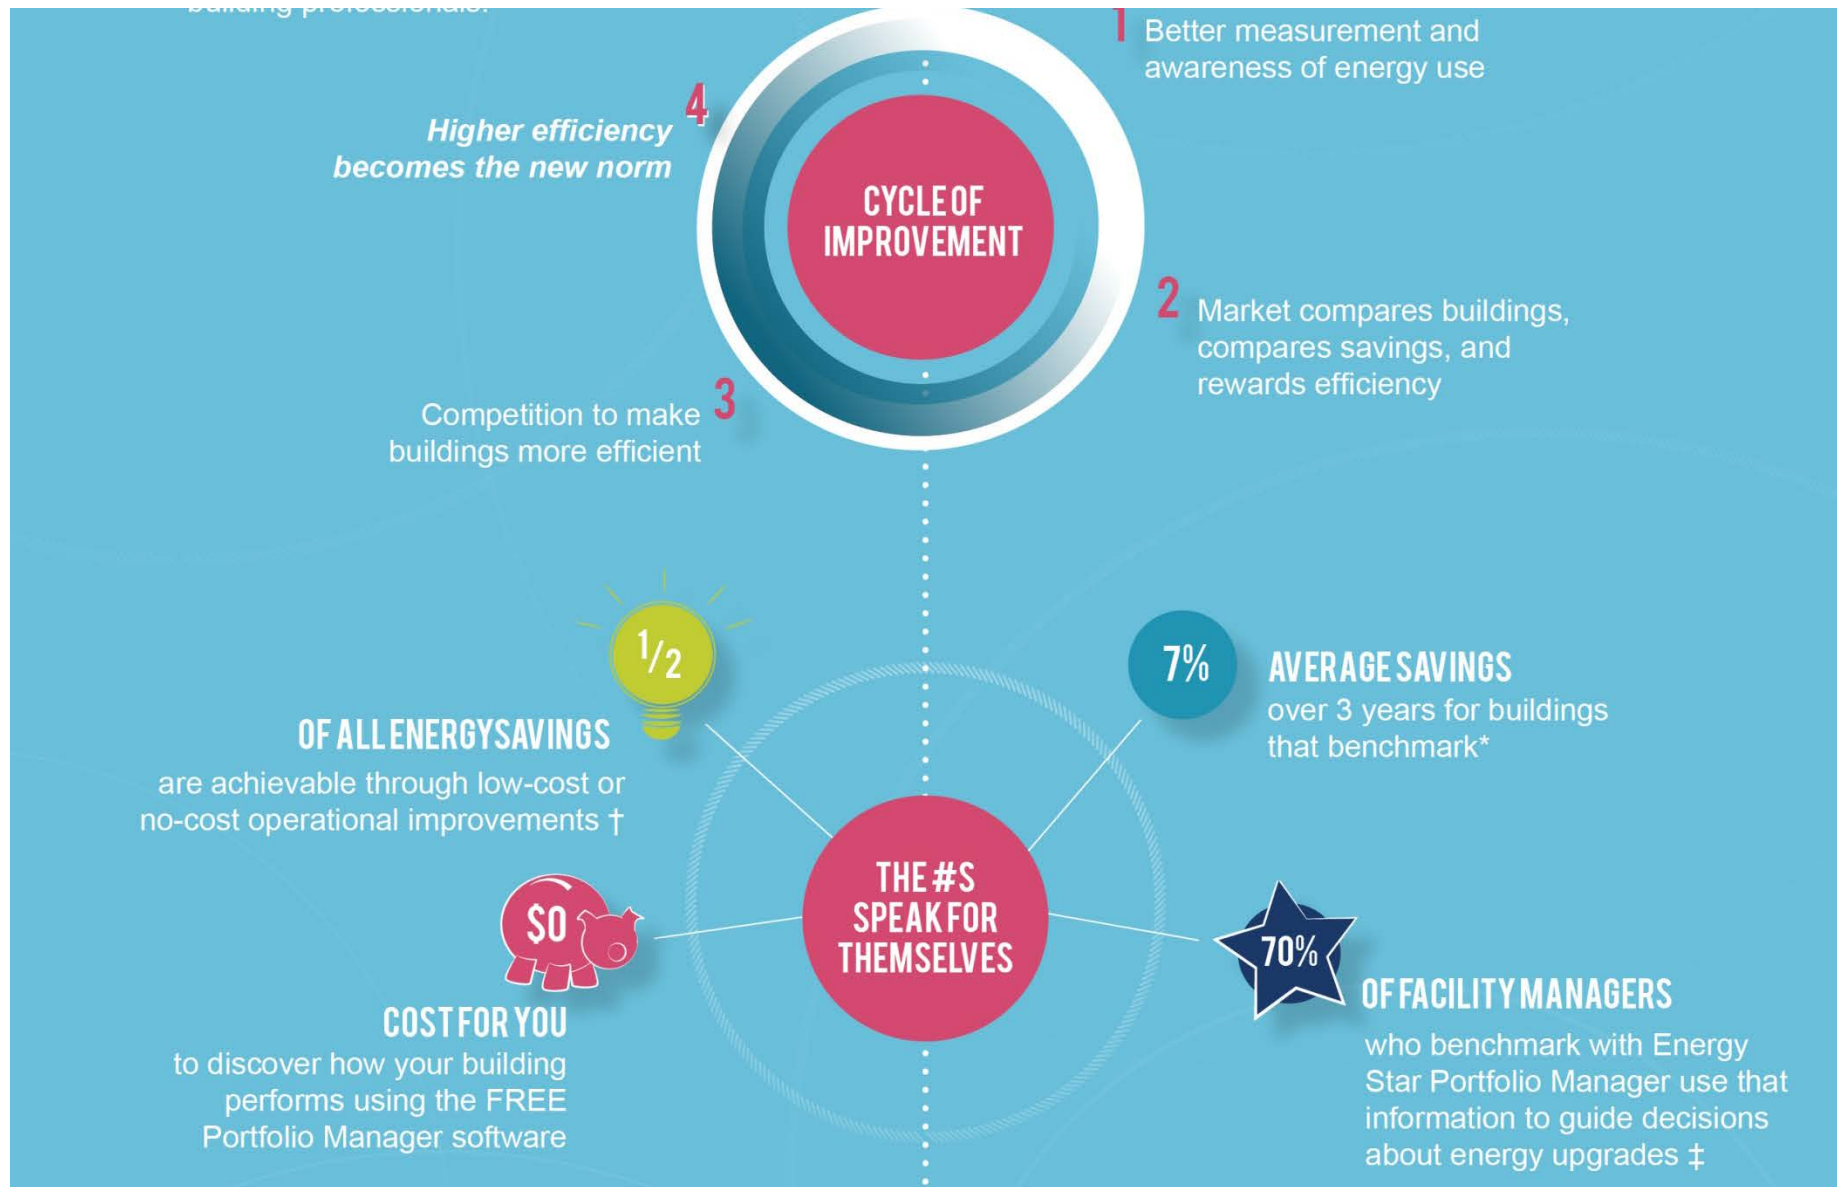 building professionals.
1
Better measurement and
awareness of energy use
4
Higher efficiency
becomes the new norm
CYCLE OF
IMPROVEMENT
2
Market compares buildings,
compares savings, and
rewards efficiency
3
Competition to make
buildings more efficient
1/2
OF ALL ENERGY SAVINGS
are achievable through low-cost or
no-cost operational improvements †
7%
AVERAGE SAVINGS
over 3 years for buildings
that benchmark*
THE #S
SPEAK FOR
THEMSELVES
$0
COST FOR YOU
to discover how your building
performs using the FREE
Portfolio Manager software
70%
OF FACILITY MANAGERS
who benchmark with Energy
Star Portfolio Manager use that
information to guide decisions
about energy upgrades ‡